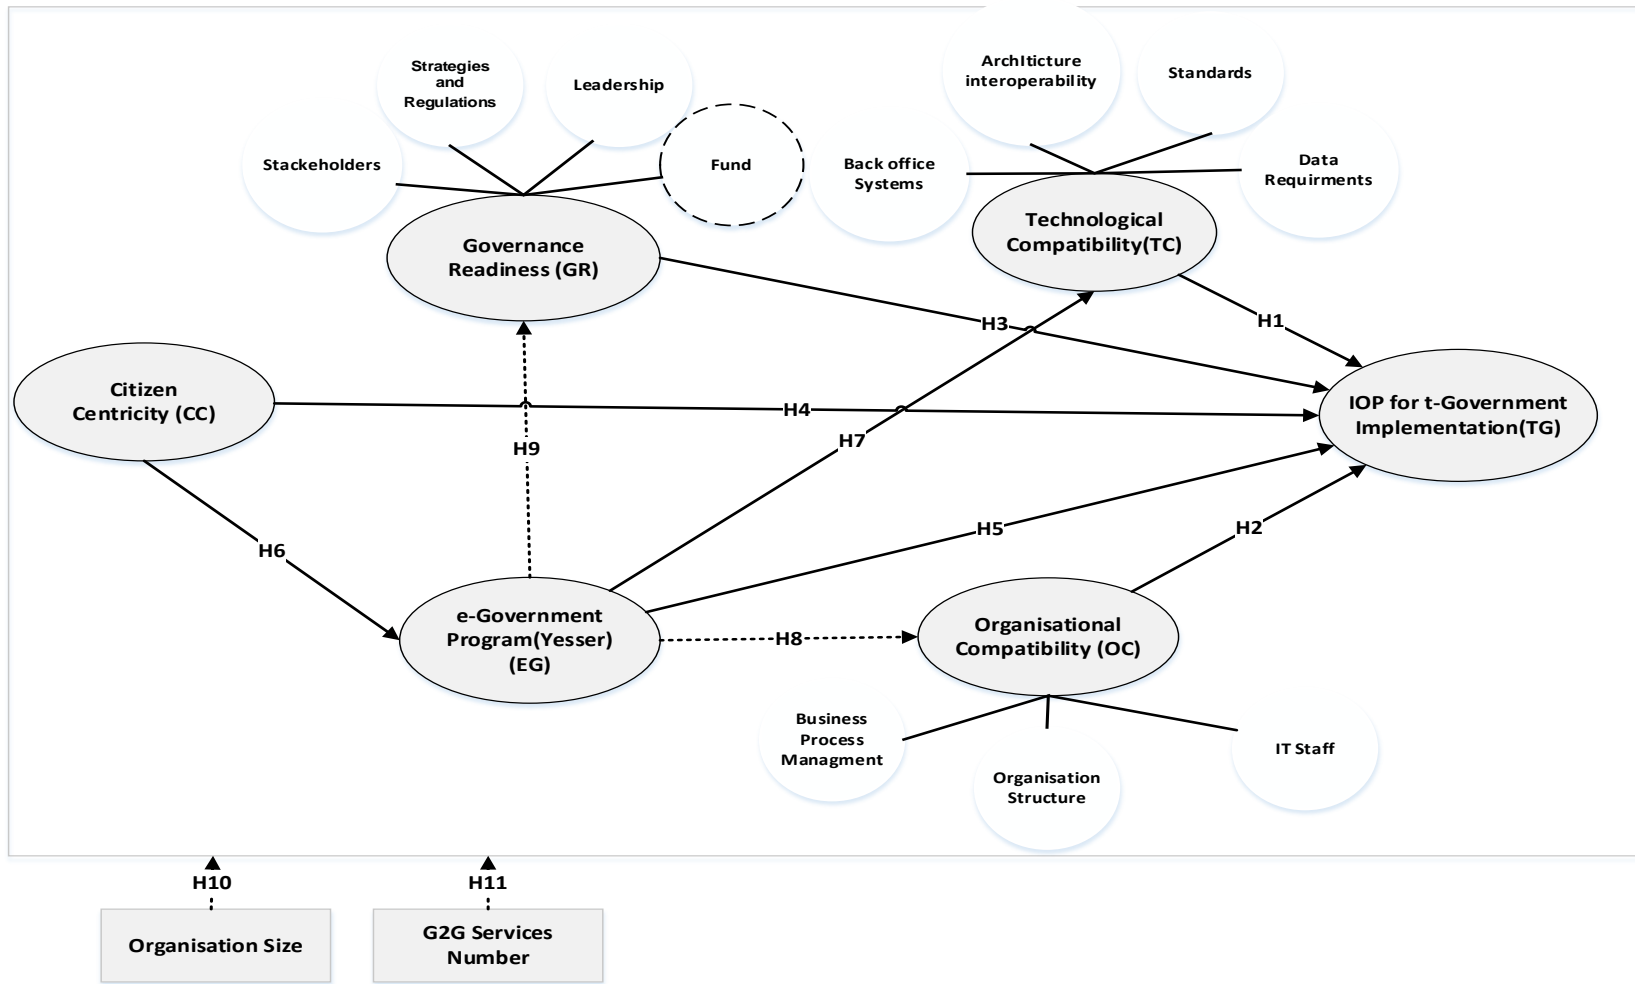 Strategies
and
Regulations
Leadership
Stackeholders
Fund
ArchIticture
interoperability
Standards
Back office
Systems
Data
Requirments
Governance
Readiness (GR)
Technological
Compatibility(TC)
H3
H1
Citizen
Centricity (CC)
H4
IOP for t-Government
Implementation(TG)
H9
H7
H6
H5
H2
e-Government
Program(Yesser)
(EG)
H8
Organisational
Compatibility (OC)
Business
Process
Managment
Organisation
Structure
IT Staff
H10
H11
Organisation Size
G2G Services
Number